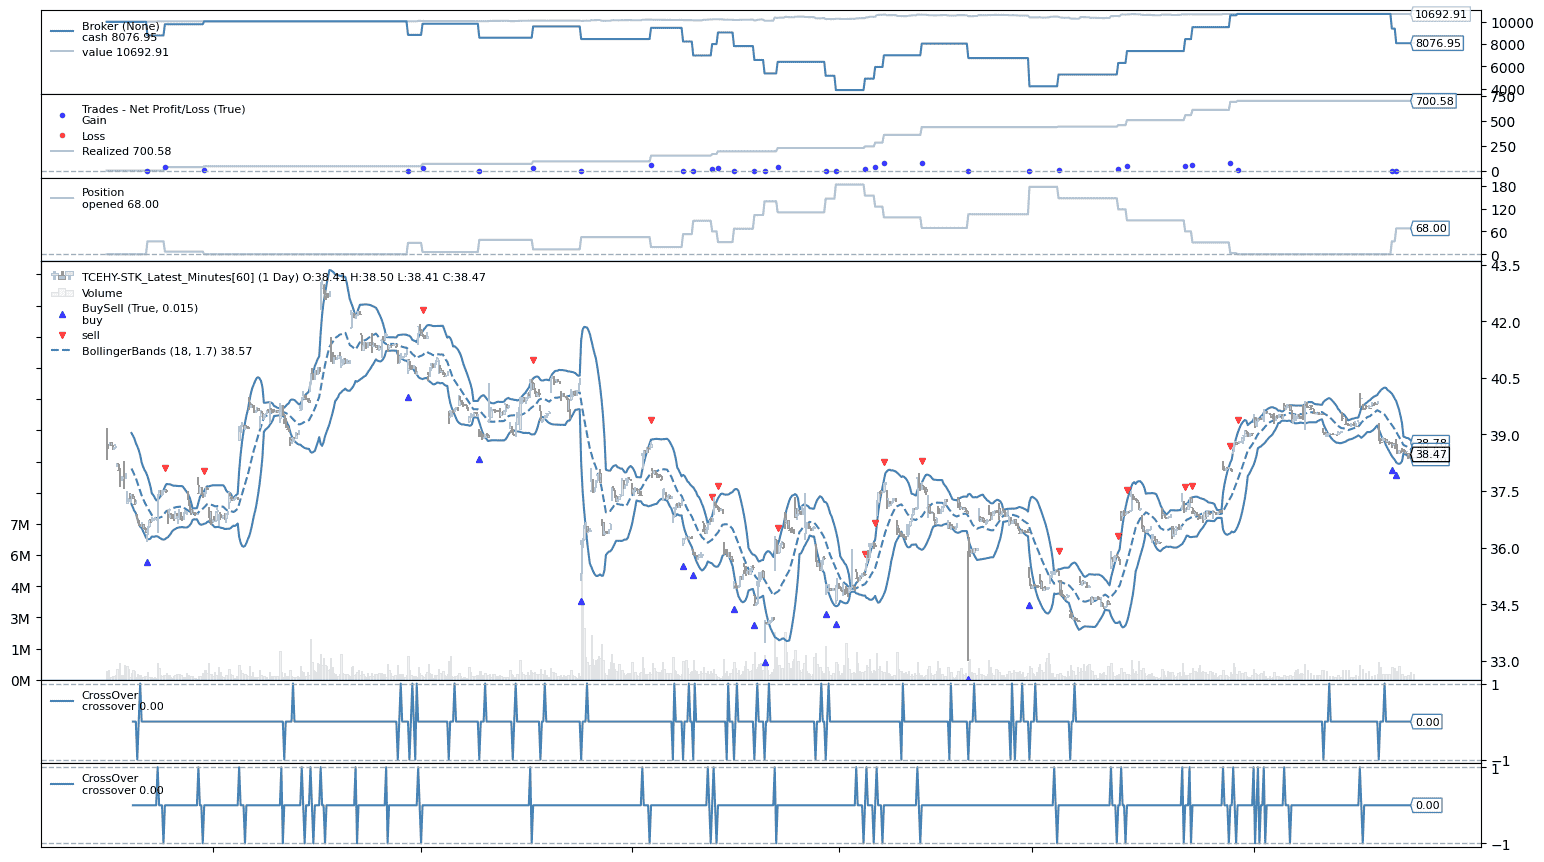 Broker (None)
cash 8076.95
value 10692.91
10692.91
10000
8076.95
8000
6000
4000
Trades - Net Profit/Loss (True)
Gain
Loss
Realized 700.58
750
700.58
500
250
0
Position
opened 68.00
180
120
68.00
60
0
TCEHY-STK_Latest_Minutes[60] (1 Day) O:38.41 H:38.50 L:38.41 C:38.47
Volume
BuySell (True, 0.015)
buy
sell
BollingerBands (18, 1.7) 38.57
43.5
42.0
40.5
39.0
38.78
38.47
37.5
36.0
34.5
33.0
7M
6M
4M
3M
1M
0M
CrossOver
crossover 0.00
1
0.00
−1
CrossOver
crossover 0.00
1
0.00
−1